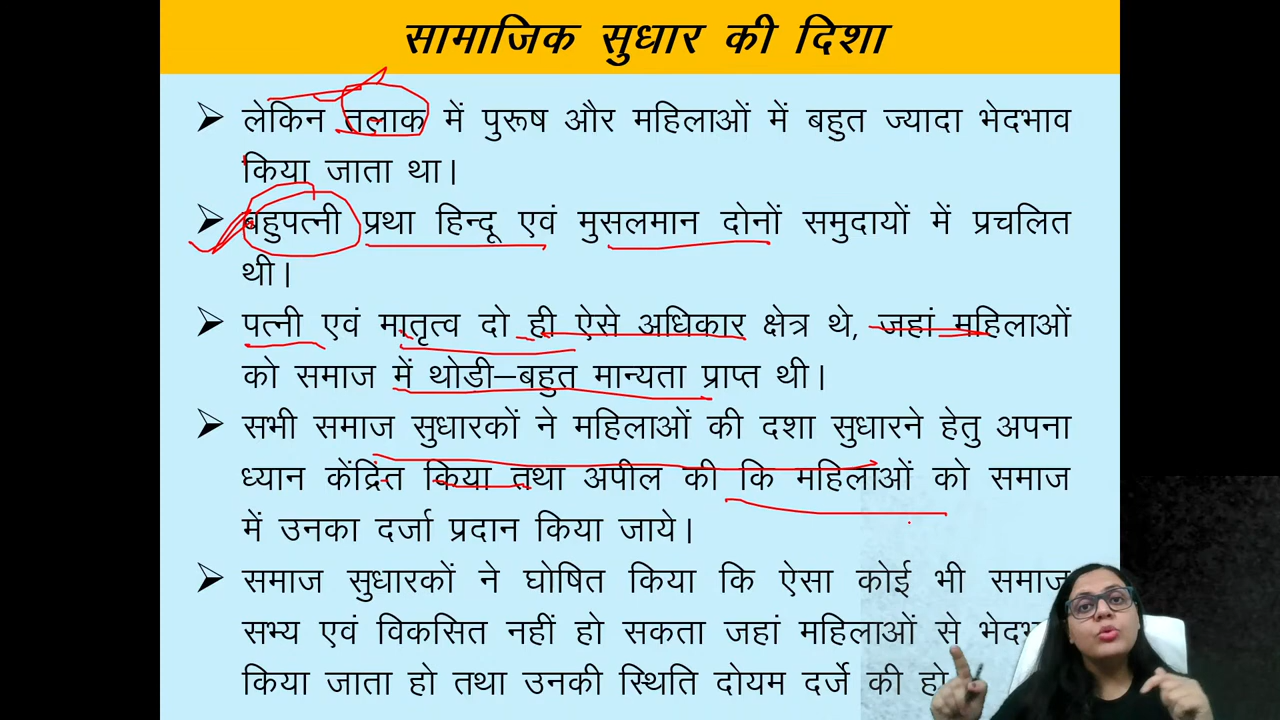 सामाजिक सुधार की दिशा
➢ लेकिन तलाक में पुरूष और महिलाओं में बहुत ज्यादा भेदभाव
किया जाता था।
➢ बहुपत्नी प्रथा हिन्दू एवं मुसलमान दोनों समुदायों में प्रचलित
थी।
➢ पत्नी एवं मातृत्व दो ही ऐसे अधिकार क्षेत्र थे, जहां महिलाओं
को समाज में थोडी–बहुत मान्यता प्राप्त थी।
➢ सभी समाज सुधारकों ने महिलाओं की दशा सुधारने हेतु अपना
ध्यान केंद्रित किया तथा अपील की कि महिलाओं को समाज
में उनका दर्जा प्रदान किया जाये।
➢ समाज सुधारकों ने घोषित किया कि ऐसा कोई भी समाज
सभ्य एवं विकसित नहीं हो सकता जहां महिलाओं से
किया जाता हो तथा उनकी स्थिति दोयम दर्जे की हो